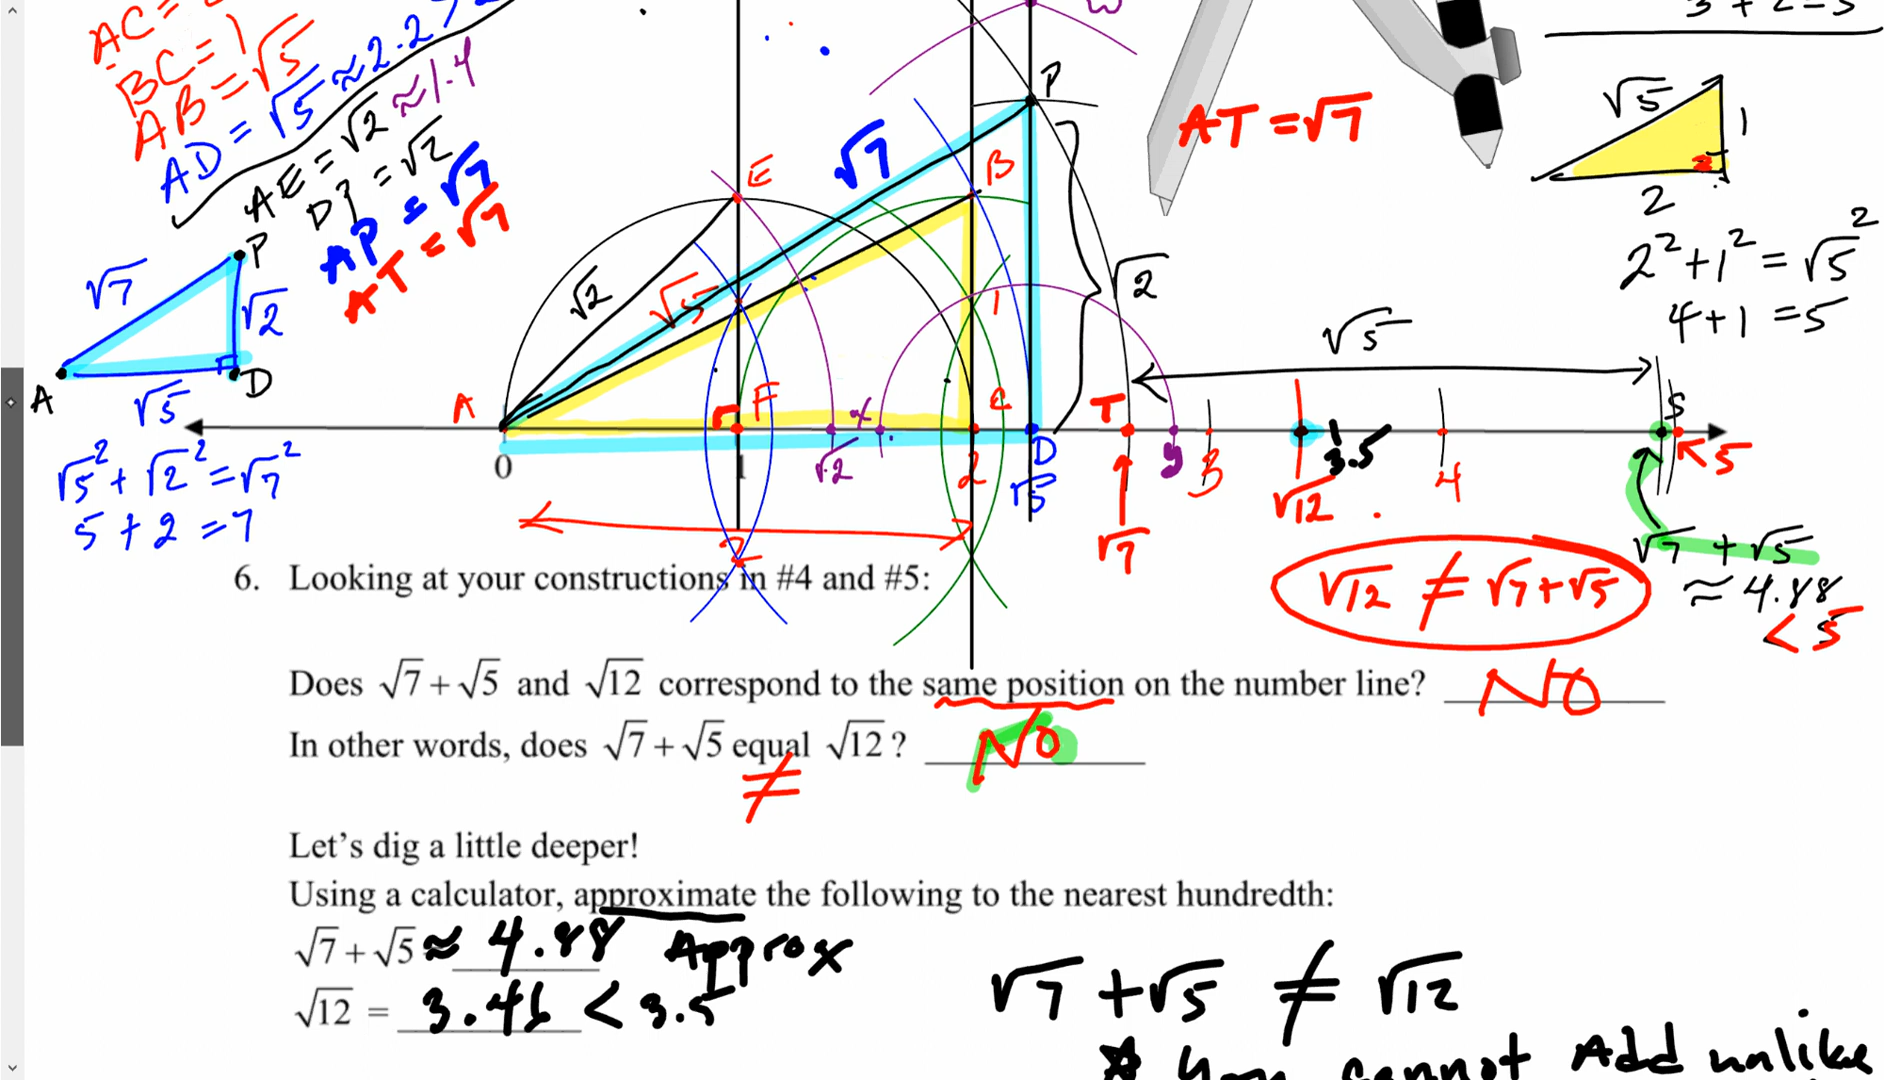 AC =
BC = 1
AB = √5
AD = √5 ≈ 2.2
AE = √2 ≈ 1.4
DP = √2
AP = √7
AT = √7
W
3 + 2 = 5
AT = √7
√5
1
2
2² + 1² = √5²
4 + 1 = 5
P
√7
√2
A
D
√5
√5² + √2² = √7²
5 + 2 = 7
P
E
B
√7
√2
√5
1
√2
√5
A
F
x
C
D
T
y
S
0
1
√2
2
√5
3
√12
3.5
4
5
√7
2
√7 + √5
≈ 4.88
< 5
√12 ≠ √7 + √5
6. Looking at your constructions in #4 and #5:
Does √7 + √5 and √12 correspond to the same position on the number line? NO
In other words, does √7 + √5 equal √12 ? NO
≠
Let’s dig a little deeper!
Using a calculator, approximate the following to the nearest hundredth:
√7 + √5 ≈ 4.88 Approx
√12 = 3.46 < 3.5
√7 + √5 ≠ √12
You cannot Add unlike